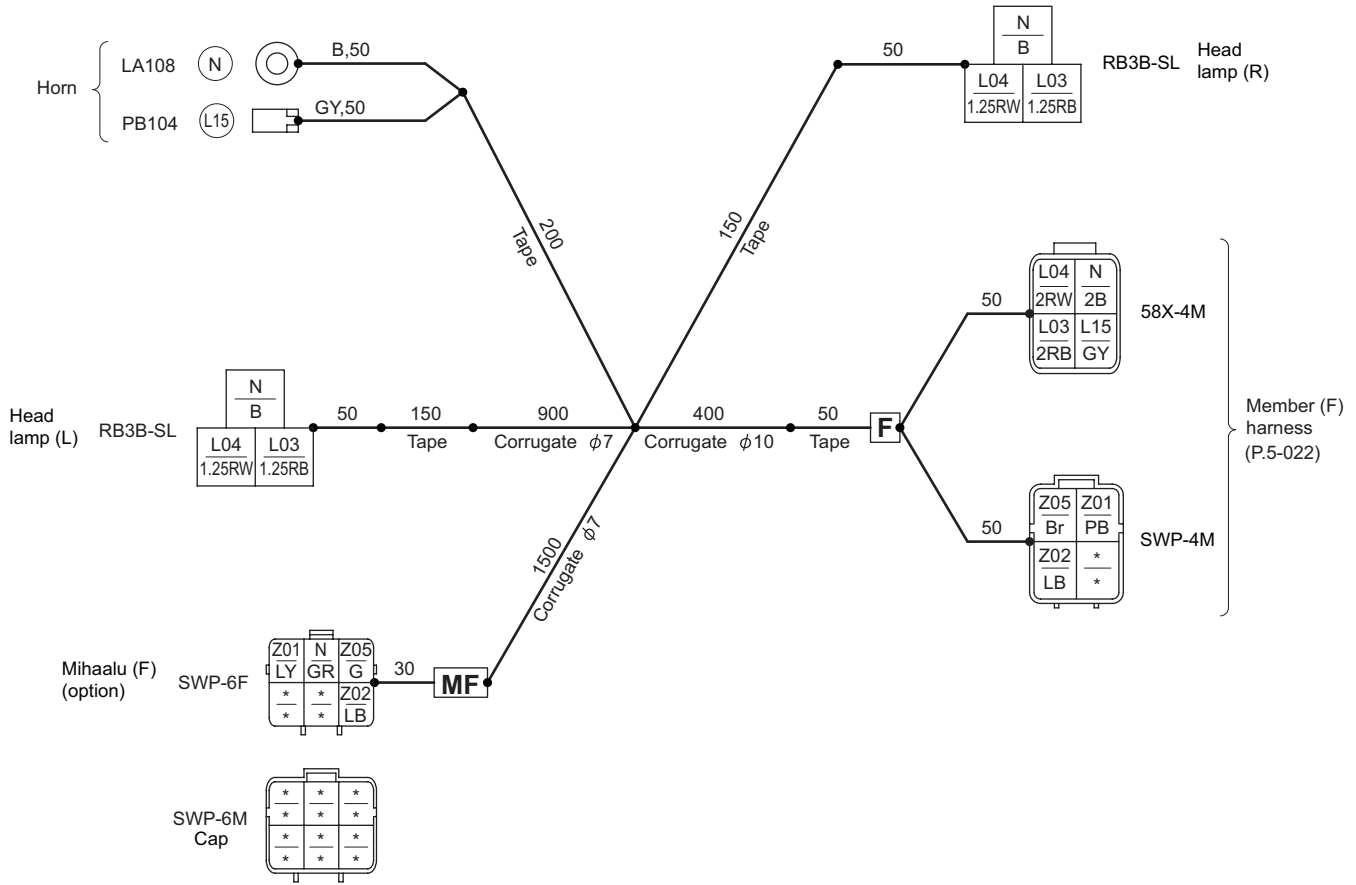 Horn
LA108
N
B,50
PB104
L15
GY,50
200
Tape
50
N
B
L04
1.25RW
L03
1.25RB
RB3B-SL
Head
lamp (R)
150
Tape
50
L04
2RW
N
2B
L03
2RB
L15
GY
58X-4M
Head
lamp (L)
RB3B-SL
N
B
L04
1.25RW
L03
1.25RB
50
150
Tape
900
Corrugate φ7
400
Corrugate φ10
50
Tape
F
Member (F)
harness
(P.5-022)
50
Z05
Br
Z01
PB
Z02
LB
*
*
SWP-4M
1500
Corrugate φ7
Mihaalu (F)
(option)
SWP-6F
Z01
LY
N
GR
Z05
G
*
*
*
*
Z02
LB
30
MF
SWP-6M
Cap
* * *
* * *
* * *
* * *